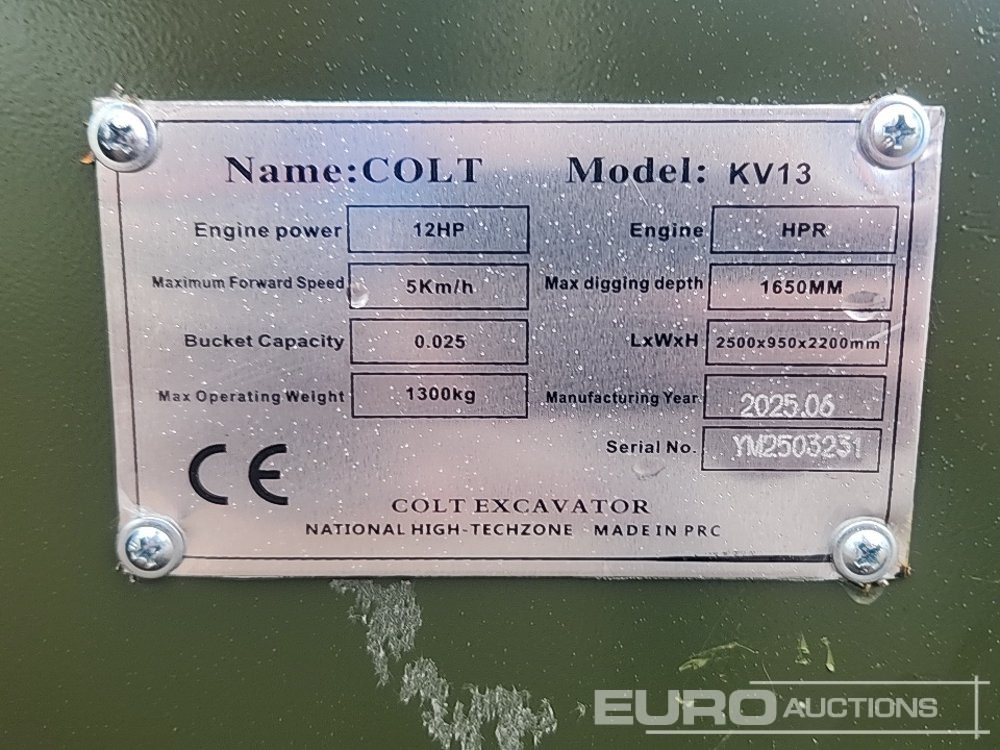 Name:COLT Model: KV13
Engine power 12HP Engine HPR
Maximum Forward Speed 5Km/h Max digging depth 1650MM
Bucket Capacity 0.025 LxWxH 2500x950x2200mm
Max Operating Weight 1300kg Manufacturing Year 2025.06
Serial No. YM2503231
CE
COLT EXCAVATOR
NATIONAL HIGH-TECHZONE MADE IN PRC
EURO AUCTIONS